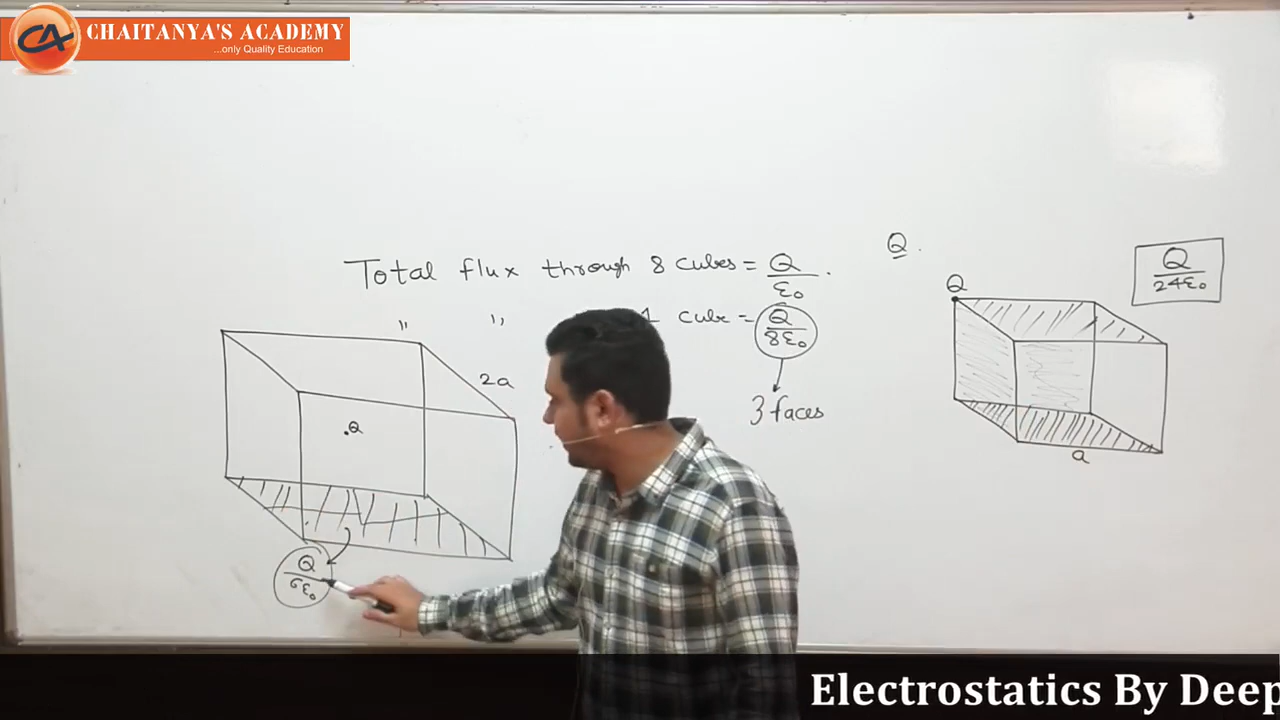 CA
CHAITANYA'S ACADEMY
...only Quality Education
Q.
Total flux through 8 cubes = Q/ε₀.
" " 1 cube = Q/8ε₀
3 faces
2a
.Q
Q/6ε₀
Q/24ε₀
Q
a
Electrostatics By Deep